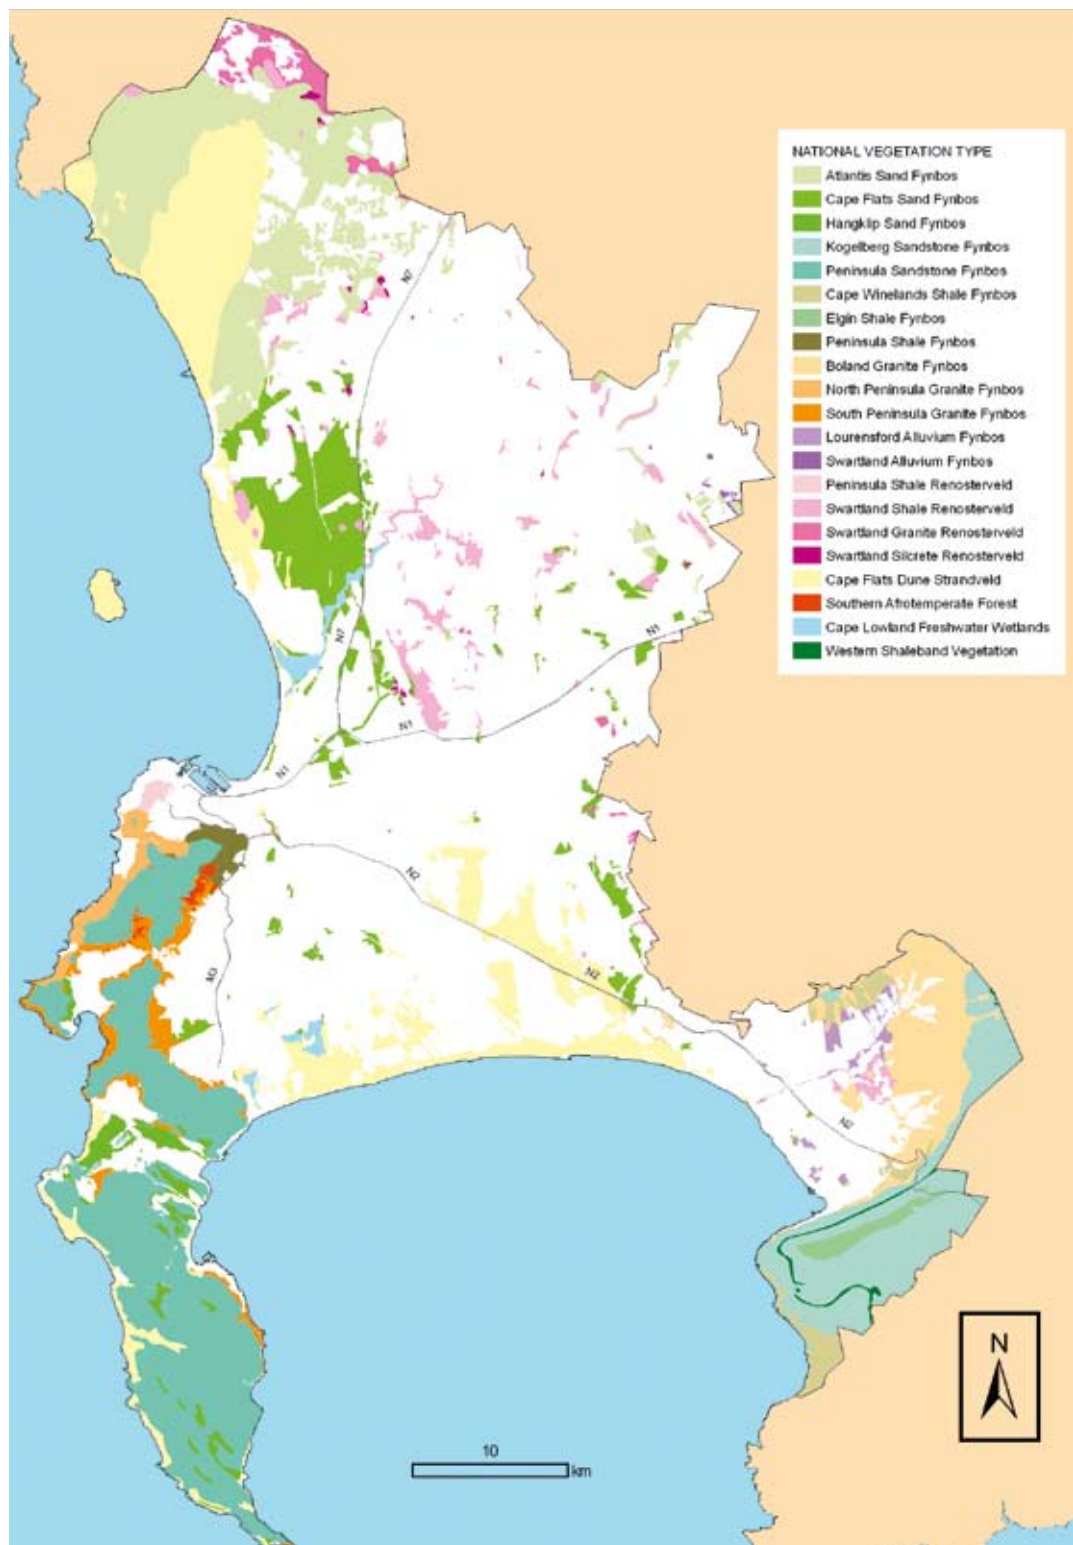 NATIONAL VEGETATION TYPE
Atlantis Sand Fynbos
Cape Flats Sand Fynbos
Hangklip Sand Fynbos
Kogelberg Sandstone Fynbos
Peninsula Sandstone Fynbos
Cape Winelands Shale Fynbos
Elgin Shale Fynbos
Peninsula Shale Fynbos
Boland Granite Fynbos
North Peninsula Granite Fynbos
South Peninsula Granite Fynbos
Lourensford Alluvium Fynbos
Swartland Alluvium Fynbos
Peninsula Shale Renosterveld
Swartland Shale Renosterveld
Swartland Granite Renosterveld
Swartland Silcrete Renosterveld
Cape Flats Dune Strandveld
Southern Afrotemperate Forest
Cape Lowland Freshwater Wetlands
Western Shaleband Vegetation
N7
N7
N1
N1
N1
N2
M3
N2
N2
N
10
km